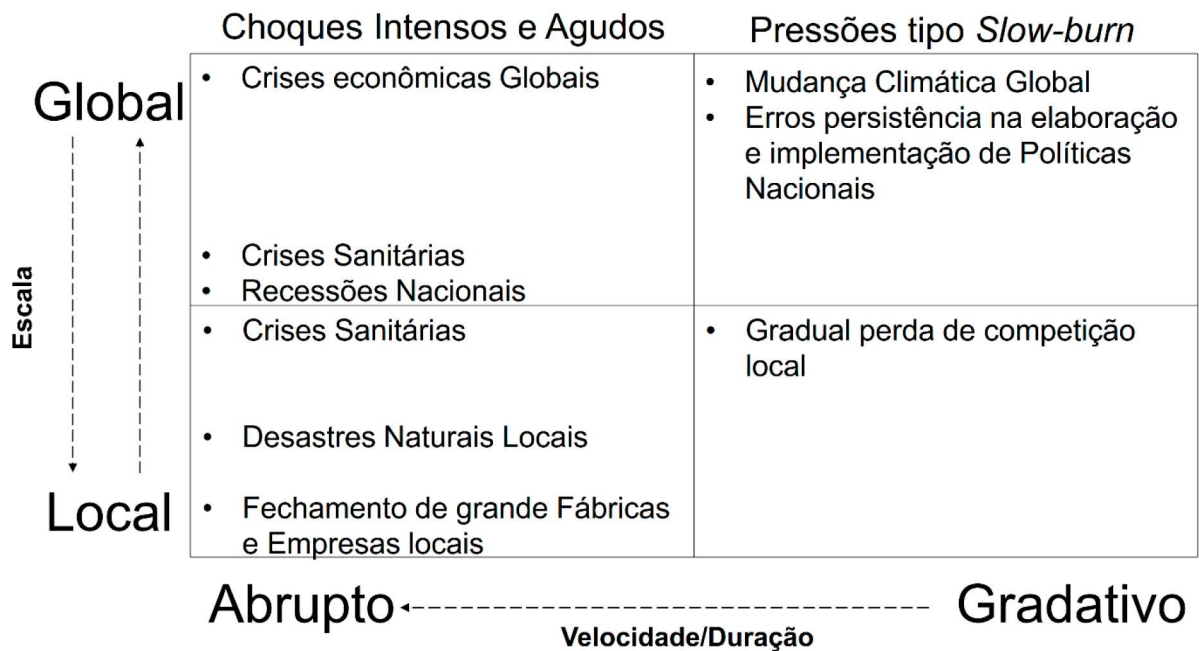 Choques Intensos e Agudos
Pressões tipo Slow-burn
Global
• Crises econômicas Globais
• Crises Sanitárias
• Recessões Nacionais
• Mudança Climática Global
• Erros persistência na elaboração
e implementação de Políticas
Nacionais
Escala
Local
• Crises Sanitárias
• Desastres Naturais Locais
• Fechamento de grande Fábricas
e Empresas locais
• Gradual perda de competição
local
Abrupto
Gradativo
Velocidade/Duração